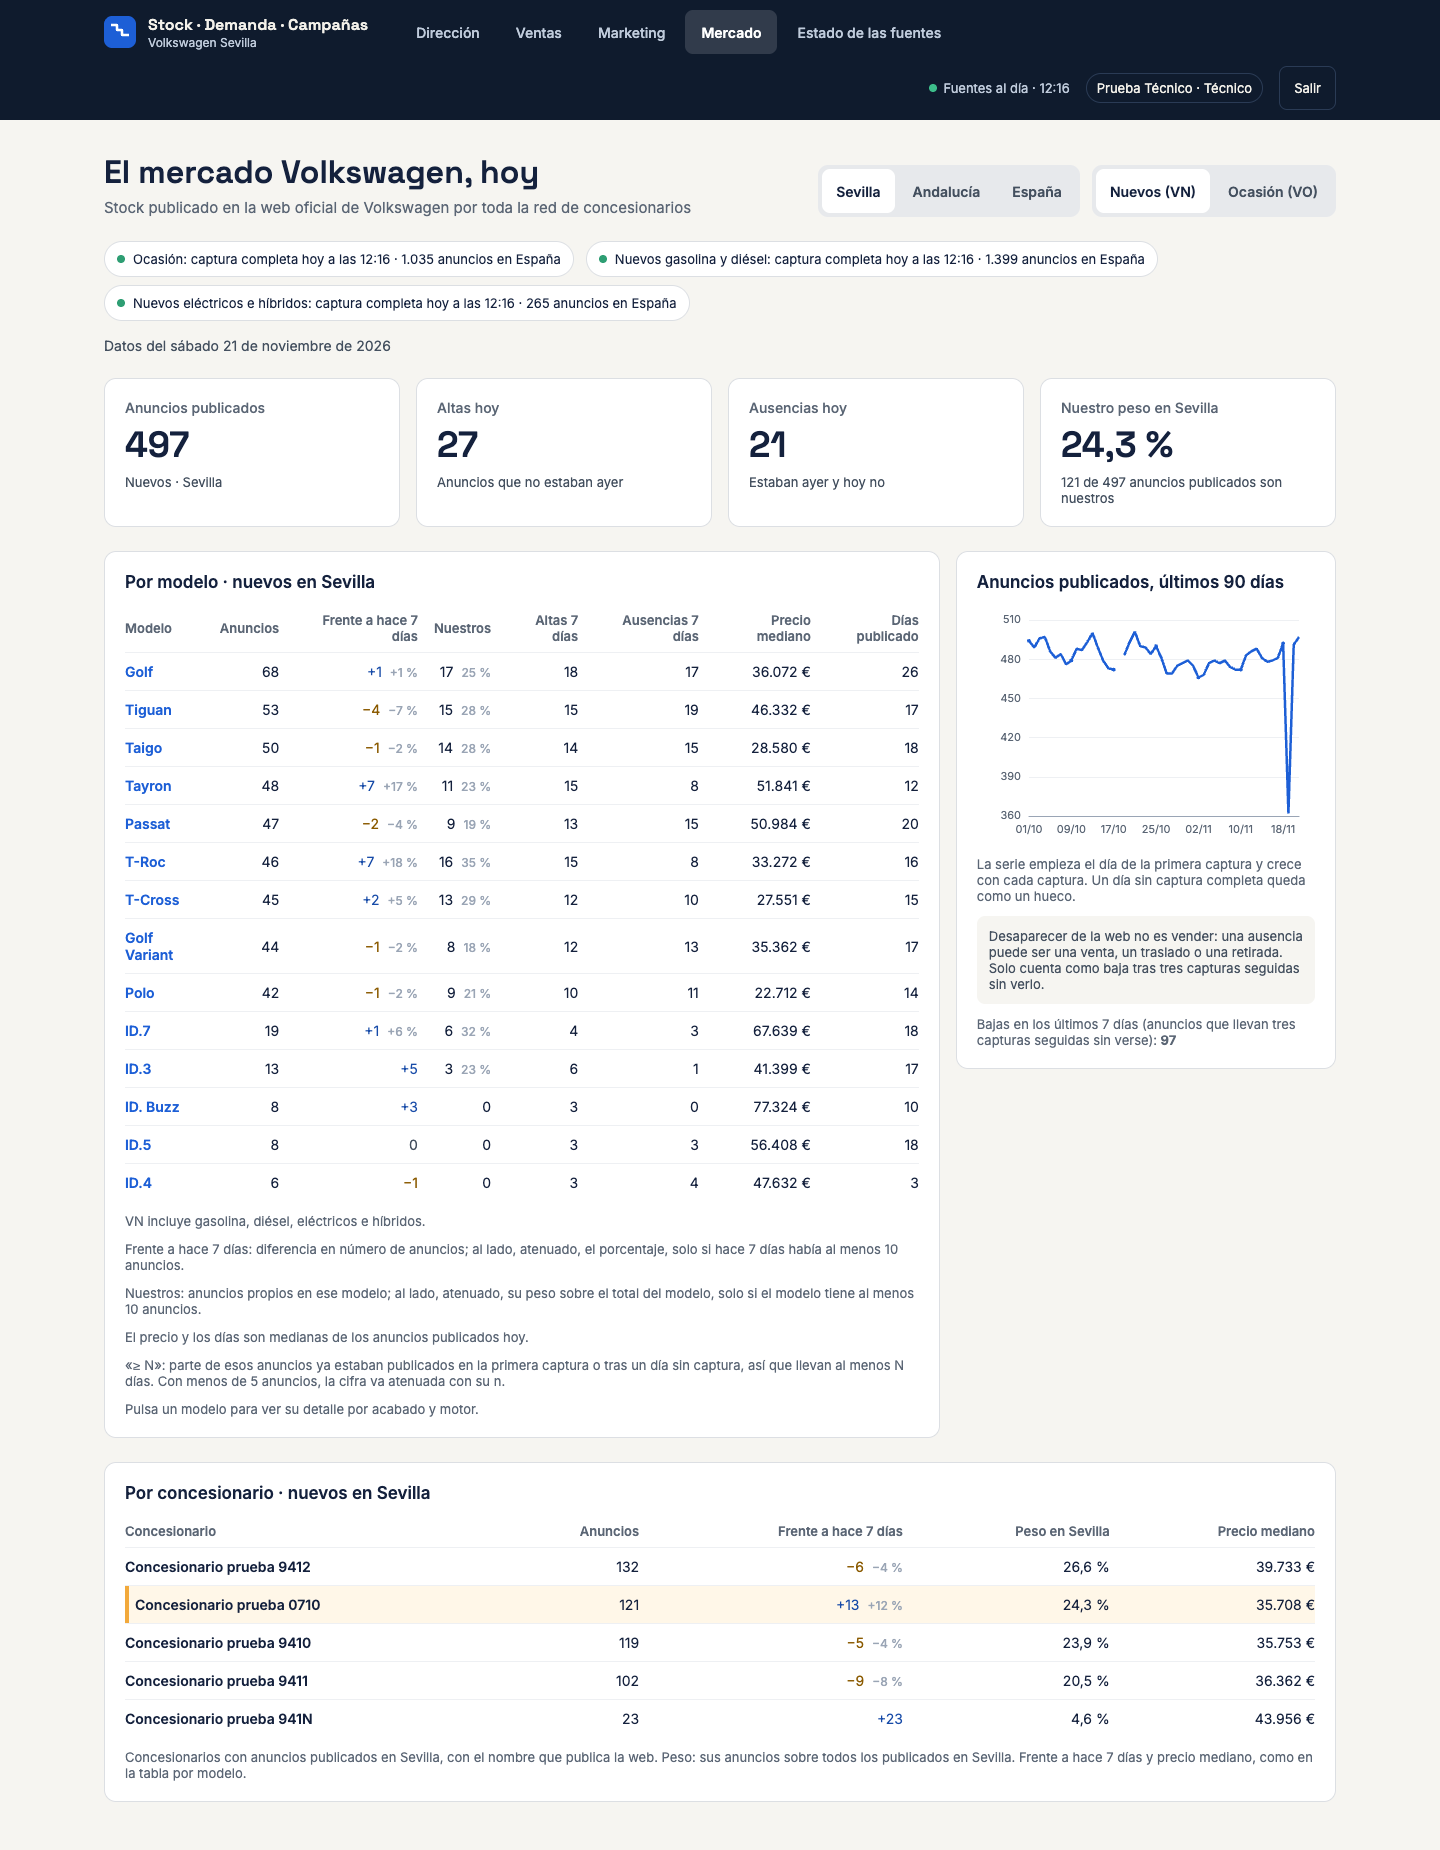 Stock · Demanda · Campañas
Volkswagen Sevilla
Dirección
Ventas
Marketing
Mercado
Estado de las fuentes
Fuentes al día · 12:16
Prueba Técnico · Técnico
Salir
El mercado Volkswagen, hoy
Stock publicado en la web oficial de Volkswagen por toda la red de concesionarios
Sevilla Andalucía España
Nuevos (VN) Ocasión (VO)
Ocasión: captura completa hoy a las 12:16 · 1.035 anuncios en España
Nuevos gasolina y diésel: captura completa hoy a las 12:16 · 1.399 anuncios en España
Nuevos eléctricos e híbridos: captura completa hoy a las 12:16 · 265 anuncios en España
Datos del sábado 21 de noviembre de 2026
Anuncios publicados
497
Nuevos · Sevilla
Altas hoy
27
Anuncios que no estaban ayer
Ausencias hoy
21
Estaban ayer y hoy no
Nuestro peso en Sevilla
24,3 %
121 de 497 anuncios publicados son
nuestros
Por modelo · nuevos en Sevilla
Modelo Anuncios Frente a hace 7 días Nuestros Altas 7 días Ausencias 7 días Precio mediano Días publicado
Golf 68 +1 +1 % 17 25 % 18 17 36.072 € 26
Tiguan 53 −4 −7 % 15 28 % 15 19 46.332 € 17
Taigo 50 −1 −2 % 14 28 % 14 15 28.580 € 18
Tayron 48 +7 +17 % 11 23 % 15 8 51.841 € 12
Passat 47 −2 −4 % 9 19 % 13 15 50.984 € 20
T-Roc 46 +7 +18 % 16 35 % 15 8 33.272 € 16
T-Cross 45 +2 +5 % 13 29 % 12 10 27.551 € 15
Golf Variant 44 −1 −2 % 8 18 % 12 13 35.362 € 17
Polo 42 −1 −2 % 9 21 % 10 11 22.712 € 14
ID.7 19 +1 +6 % 6 32 % 4 3 67.639 € 18
ID.3 13 +5 3 23 % 6 1 41.399 € 17
ID. Buzz 8 +3 0 3 0 77.324 € 10
ID.5 8 0 0 3 3 56.408 € 18
ID.4 6 −1 0 3 4 47.632 € 3
VN incluye gasolina, diésel, eléctricos e híbridos.
Frente a hace 7 días: diferencia en número de anuncios; al lado, atenuado, el porcentaje, solo si hace 7 días había al menos 10
anuncios.
Nuestros: anuncios propios en ese modelo; al lado, atenuado, su peso sobre el total del modelo, solo si el modelo tiene al menos
10 anuncios.
El precio y los días son medianas de los anuncios publicados hoy.
«≥ N»: parte de esos anuncios ya estaban publicados en la primera captura o tras un día sin captura, así que llevan al menos N
días. Con menos de 5 anuncios, la cifra va atenuada con su n.
Pulsa un modelo para ver su detalle por acabado y motor.
Anuncios publicados, últimos 90 días
510
480
450
420
390
360
01/10 09/10 17/10 25/10 02/11 10/11 18/11
La serie empieza el día de la primera captura y crece
con cada captura. Un día sin captura completa queda
como un hueco.
Desaparecer de la web no es vender: una ausencia
puede ser una venta, un traslado o una retirada.
Solo cuenta como baja tras tres capturas seguidas
sin verlo.
Bajas en los últimos 7 días (anuncios que llevan tres
capturas seguidas sin verse): 97
Por concesionario · nuevos en Sevilla
Concesionario Anuncios Frente a hace 7 días Peso en Sevilla Precio mediano
Concesionario prueba 9412 132 −6 −4 % 26,6 % 39.733 €
Concesionario prueba 0710 121 +13 +12 % 24,3 % 35.708 €
Concesionario prueba 9410 119 −5 −4 % 23,9 % 35.753 €
Concesionario prueba 9411 102 −9 −8 % 20,5 % 36.362 €
Concesionario prueba 941N 23 +23 4,6 % 43.956 €
Concesionarios con anuncios publicados en Sevilla, con el nombre que publica la web. Peso: sus anuncios sobre todos los publicados en Sevilla. Frente a hace 7 días y precio mediano, como en
la tabla por modelo.